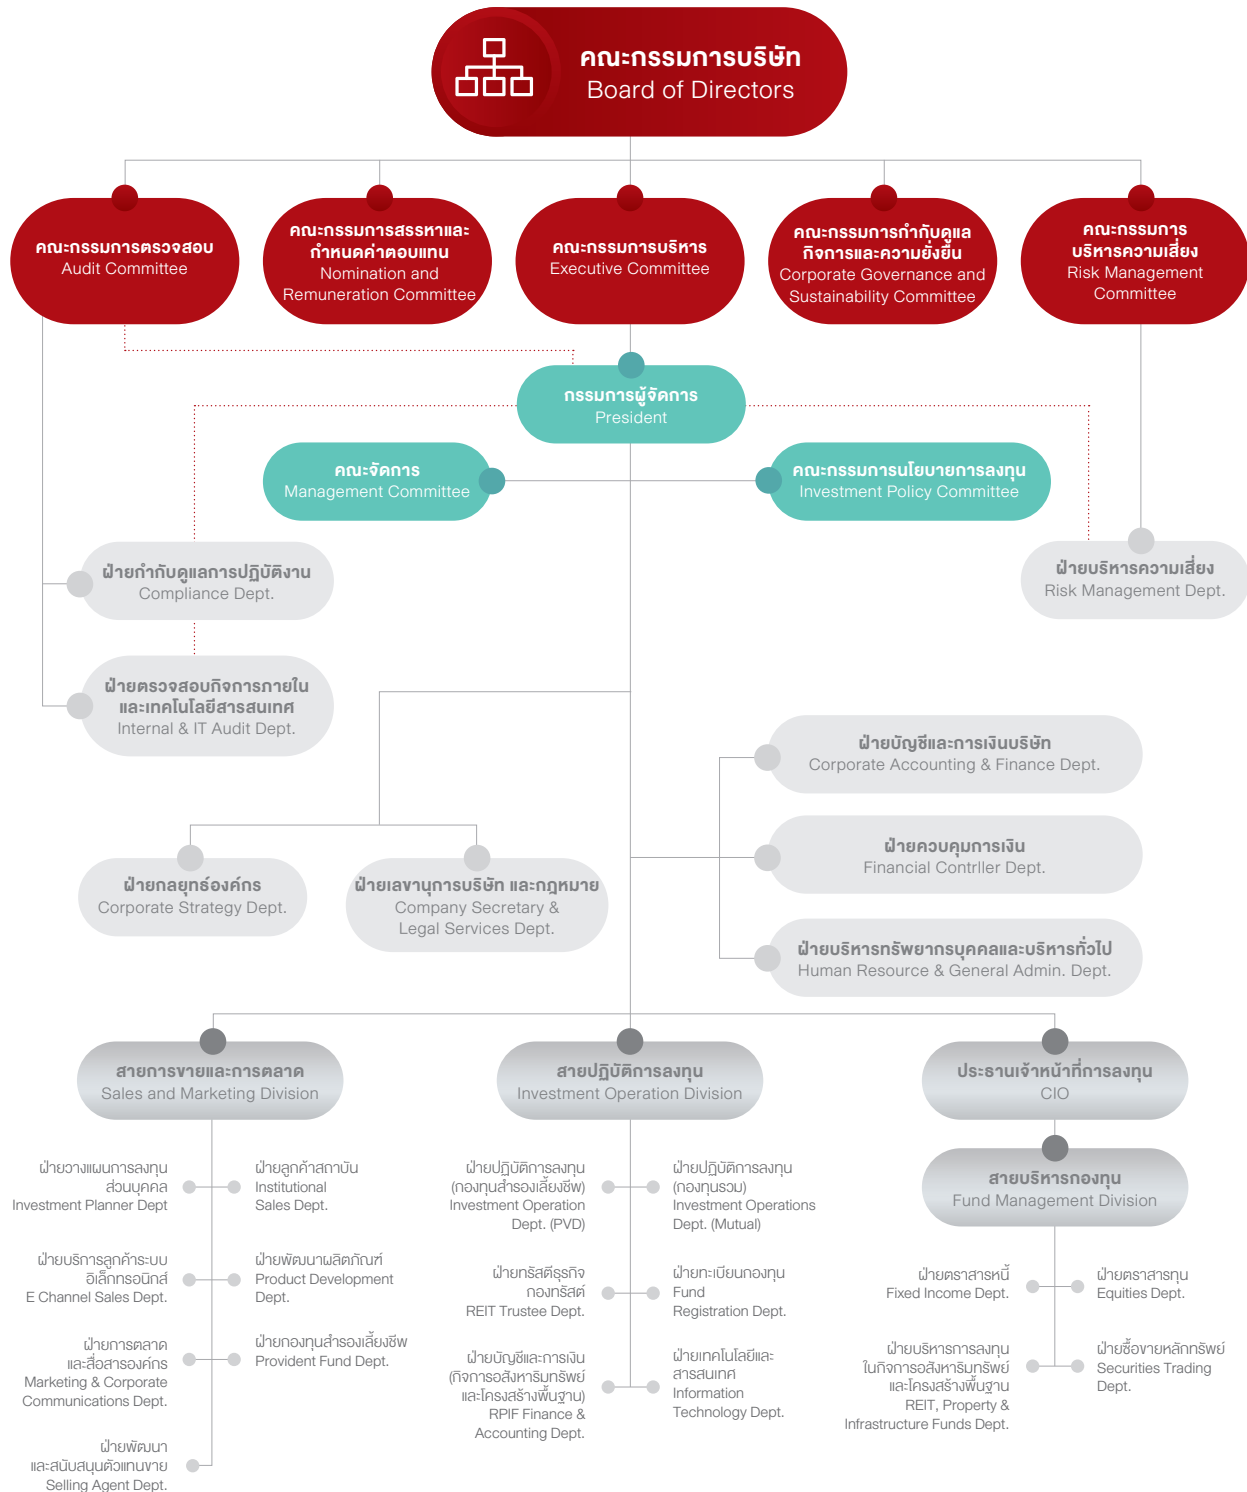 คณะกรรมการบริษัท
Board of Directors
คณะกรรมการตรวจสอบ
Audit Committee
คณะกรรมการสรรหาและ
กำหนดค่าตอบแทน
Nomination and
Remuneration Committee
คณะกรรมการบริหาร
Executive Committee
คณะกรรมการกำกับดูแล
กิจการและความยั่งยืน
Corporate Governance and
Sustainability Committee
คณะกรรมการ
บริหารความเสี่ยง
Risk Management
Committee
กรรมการผู้จัดการ
President
คณะจัดการ
Management Committee
คณะกรรมการนโยบายการลงทุน
Investment Policy Committee
ฝ่ายกำกับดูแลการปฏิบัติงาน
Compliance Dept.
ฝ่ายบริหารความเสี่ยง
Risk Management Dept.
ฝ่ายตรวจสอบกิจการภายใน
และเทคโนโลยีสารสนเทศ
Internal & IT Audit Dept.
ฝ่ายบัญชีและการเงินบริษัท
Corporate Accounting & Finance Dept.
ฝ่ายควบคุมการเงิน
Financial Contrller Dept.
ฝ่ายกลยุทธ์องค์กร
Corporate Strategy Dept.
ฝ่ายเลขานุการบริษัท และกฎหมาย
Company Secretary &
Legal Services Dept.
ฝ่ายบริหารทรัพยากรบุคคลและบริหารทั่วไป
Human Resource & General Admin. Dept.
สายการขายและการตลาด
Sales and Marketing Division
สายปฏิบัติการลงทุน
Investment Operation Division
ประธานเจ้าหน้าที่การลงทุน
CIO
ฝ่ายวางแผนการลงทุน
ส่วนบุคคล
Investment Planner Dept
ฝ่ายลูกค้าสถาบัน
Institutional
Sales Dept.
ฝ่ายบริการลูกค้าระบบ
อิเล็กทรอนิกส์
E Channel Sales Dept.
ฝ่ายพัฒนาผลิตภัณฑ์
Product Development
Dept.
ฝ่ายการตลาด
และสื่อสารองค์กร
Marketing & Corporate
Communications Dept.
ฝ่ายกองทุนสำรองเลี้ยงชีพ
Provident Fund Dept.
ฝ่ายพัฒนา
และสนับสนุนตัวแทนขาย
Selling Agent Dept.
ฝ่ายปฏิบัติการลงทุน
(กองทุนสำรองเลี้ยงชีพ)
Investment Operation
Dept. (PVD)
ฝ่ายปฏิบัติการลงทุน
(กองทุนรวม)
Investment Operations
Dept. (Mutual)
ฝ่ายทรัสตีธุรกิจ
กองทรัสต์
REIT Trustee Dept.
ฝ่ายทะเบียนกองทุน
Fund
Registration Dept.
ฝ่ายบัญชีและการเงิน
(กิจการอสังหาริมทรัพย์
และโครงสร้างพื้นฐาน)
RPIF Finance &
Accounting Dept.
ฝ่ายเทคโนโลยีและ
สารสนเทศ
Information
Technology Dept.
สายบริหารกองทุน
Fund Management Division
ฝ่ายตราสารหนี้
Fixed Income Dept.
ฝ่ายตราสารทุน
Equities Dept.
ฝ่ายบริหารการลงทุน
ในกิจการอสังหาริมทรัพย์
และโครงสร้างพื้นฐาน
REIT, Property &
Infrastructure Funds Dept.
ฝ่ายซื้อขายหลักทรัพย์
Securities Trading
Dept.